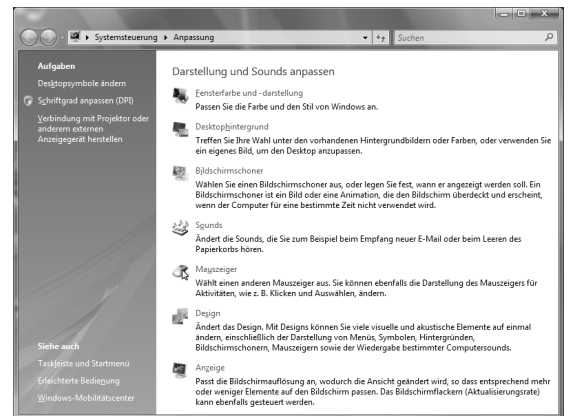 Systemsteuerung ▸ Anpassung
Suchen
Aufgaben
Desktopsymbole ändern
Schriftgrad anpassen (DPI)
Verbindung mit Projektor oder
anderem externen
Anzeigegerät herstellen
Siehe auch
Taskleiste und Startmenü
Erleichterte Bedienung
Windows-Mobilitätscenter
Darstellung und Sounds anpassen
Fensterfarbe und -darstellung
Passen Sie die Farbe und den Stil von Windows an.
Desktophintergrund
Treffen Sie Ihre Wahl unter den vorhandenen Hintergrundbildern oder Farben, oder verwenden Sie
ein eigenes Bild, um den Desktop anzupassen.
Bildschirmschoner
Wählen Sie einen Bildschirmschoner aus, oder legen Sie fest, wann er angezeigt werden soll. Ein
Bildschirmschoner ist ein Bild oder eine Animation, die den Bildschirm überdeckt und erscheint,
wenn der Computer für eine bestimmte Zeit nicht verwendet wird.
Sounds
Ändert die Sounds, die Sie zum Beispiel beim Empfang neuer E-Mail oder beim Leeren des
Papierkorbs hören.
Mauszeiger
Wählt einen anderen Mauszeiger aus. Sie können ebenfalls die Darstellung des Mauszeigers für
Aktivitäten, wie z. B. Klicken und Auswählen, ändern.
Design
Ändert das Design. Mit Designs können Sie viele visuelle und akustische Elemente auf einmal
ändern, einschließlich der Darstellung von Menüs, Symbolen, Hintergründen,
Bildschirmschonern, Mauszeigern sowie der Wiedergabe bestimmter Computersounds.
Anzeige
Passt die Bildschirmauflösung an, wodurch die Ansicht geändert wird, so dass entsprechend mehr
oder weniger Elemente auf den Bildschirm passen. Das Bildschirmflackern (Aktualisierungsrate)
kann ebenfalls gesteuert werden.